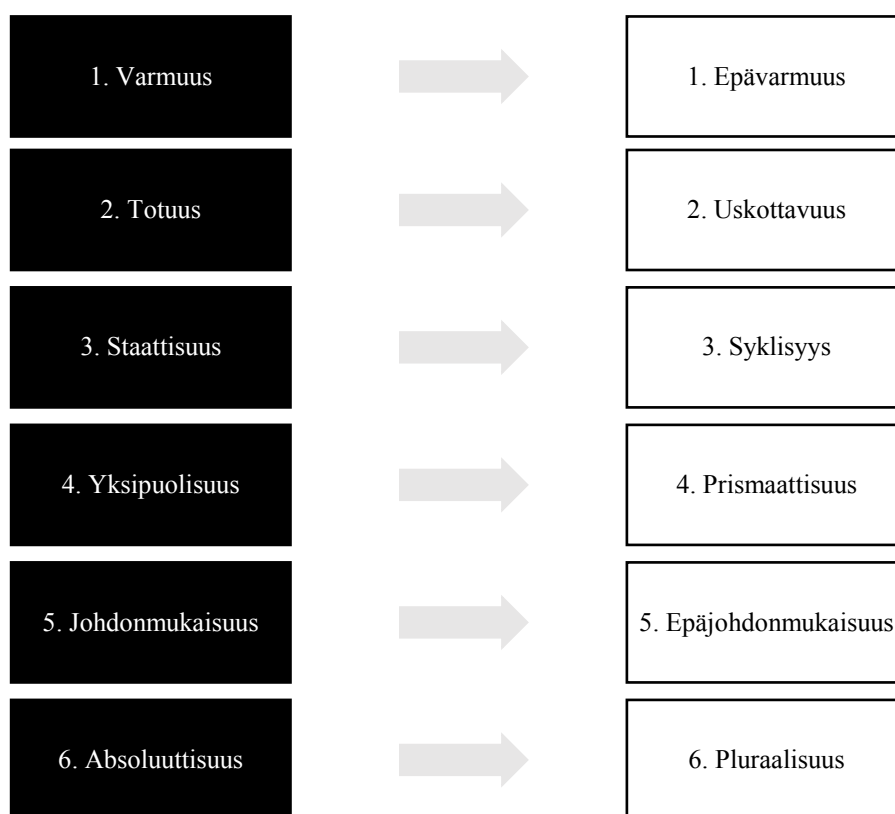 1. Varmuus
1. Epävarmuus
2. Totuus
2. Uskottavuus
3. Staattisuus
3. Syklisyys
4. Yksipuolisuus
4. Prismaattisuus
5. Johdonmukaisuus
5. Epäjohdonmukaisuus
6. Absoluuttisuus
6. Pluraalisuus